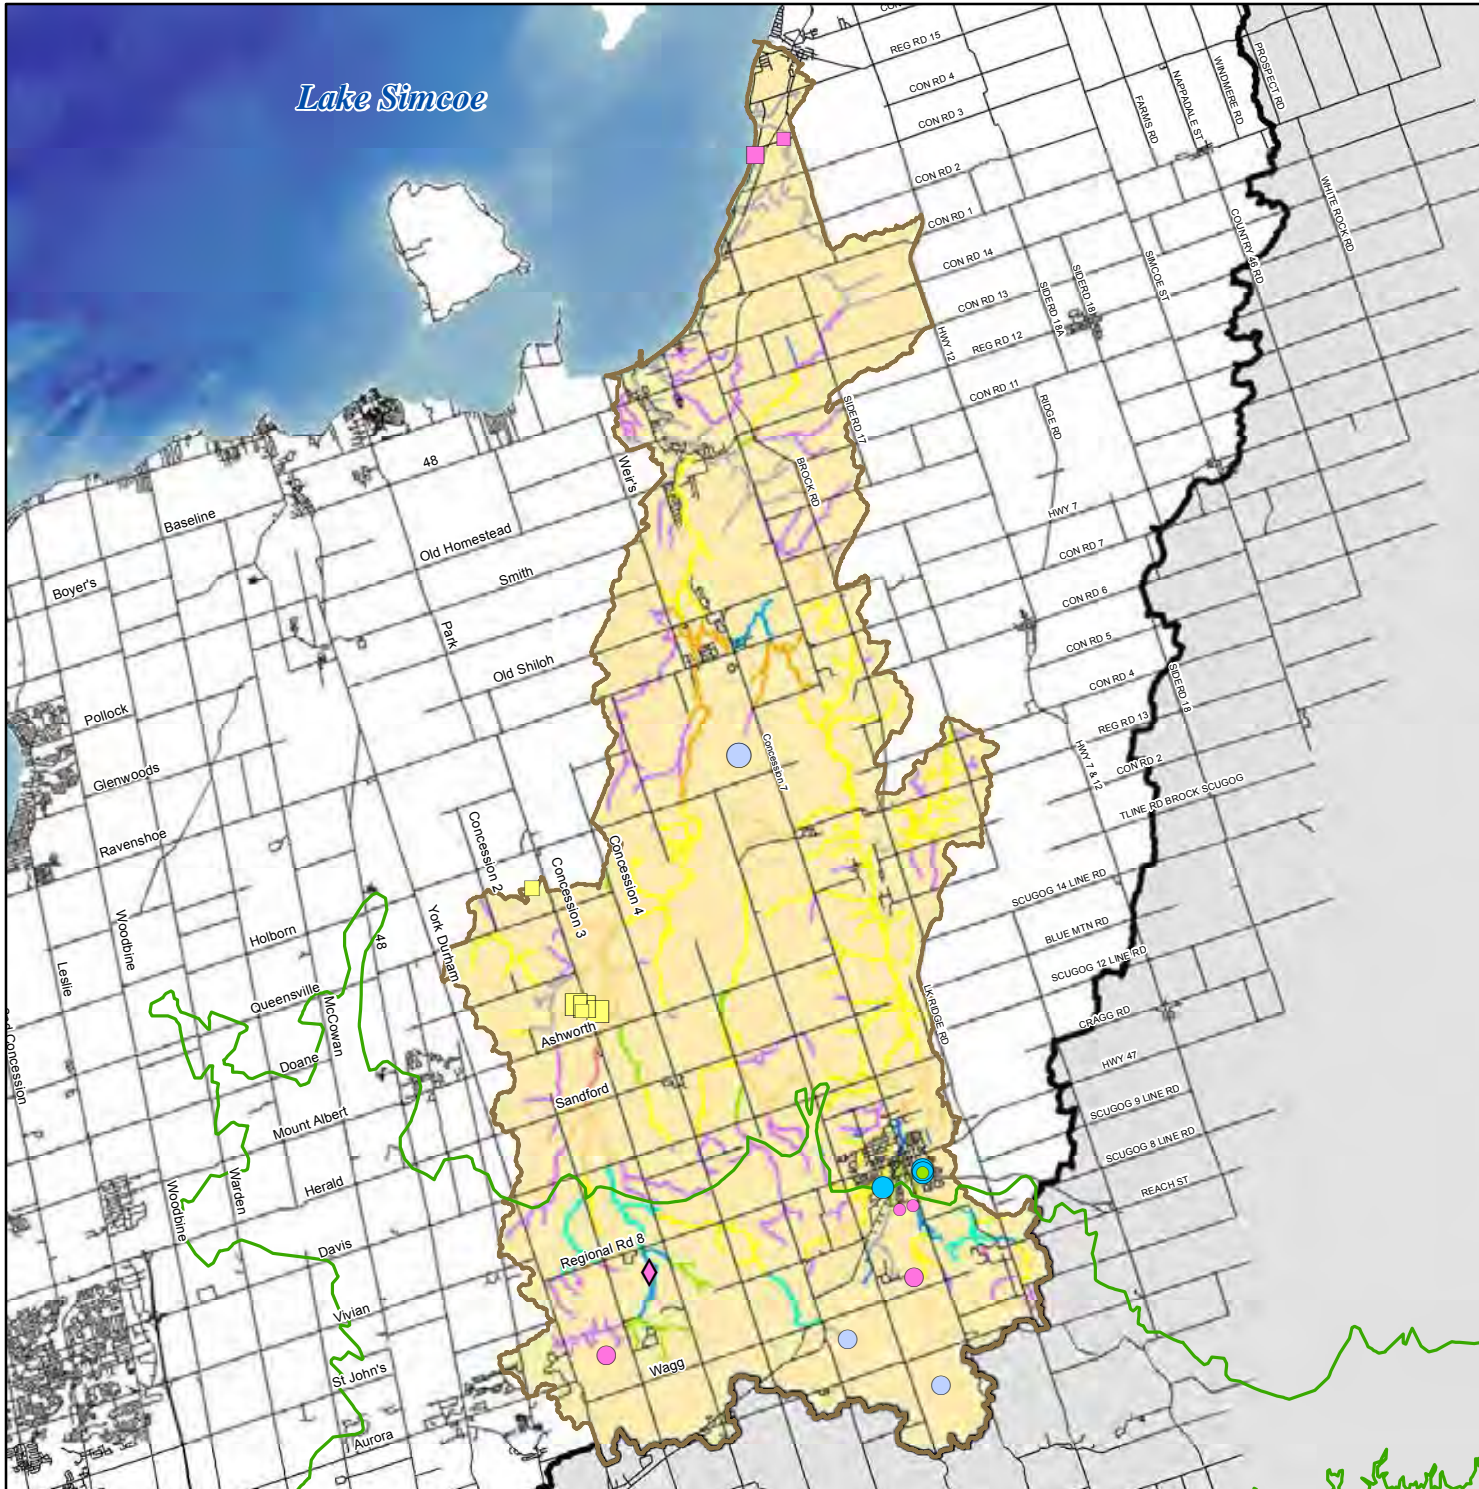 CON
REG RD 15
CON RD 4
CON RD 3
CON RD 2
CON RD 1
CON RD 14
CON RD 13
REG RD 12
CON RD 11
PROSPECT RD
WINDMERE RD
NAPPADALE ST
FARMS RD
WHITE ROCK RD
COUNTRY 46 RD
SIMCOE ST
SIDERD 18
SIDERD 18A
HWY 12
RIDGE RD
SIDERD 17
BROCK RD
Lake Simcoe
48
Weir's
Baseline
Old Homestead
Smith
Boyer's
Park
Old Shiloh
Pollock
Glenwoods
Ravenshoe
HWY 7
CON RD 7
CON RD 6
CON RD 5
CON RD 4
SIDERD 18
REG RD 13
CON RD 2
HWY 7 & 12
TLINE RD BROCK SCUGOG
Concession 7
Concession 2
Concession 3
Concession 4
SCUGOG 14 LINE RD
BLUE MTN RD
SCUGOG 12 LINE RD
CRAGG RD
HWY 47
SCUGOG 9 LINE RD
SCUGOG 8 LINE RD
REACH ST
LK RIDGE RD
York Durham
48
Holborn
Woodbine
Leslie
Queensville
McCowan
Doane
Mount Albert
Herald
Warden
Woodbine
Davis
Vivian
St John's
Aurora
Ashworth
Sandford
Regional Rd 8
Wagg
Concession